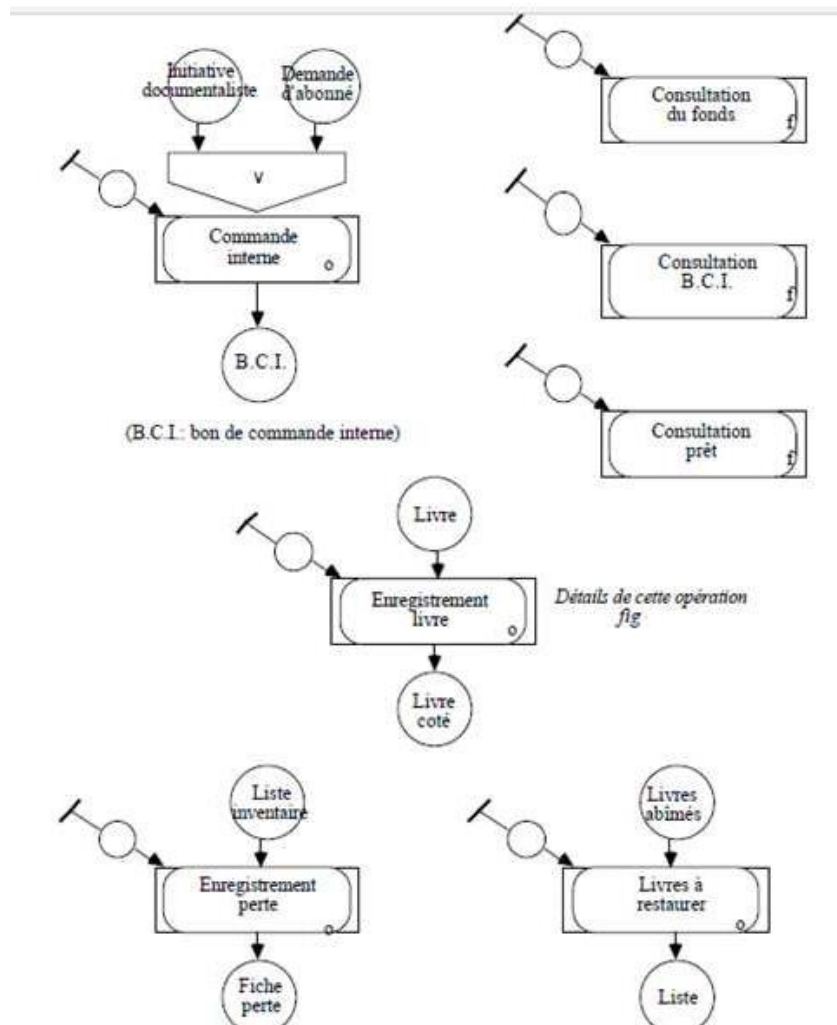 Initiative
documentaliste
Demande
d'abonné
v
Commande
interne
o
B.C.I.
(B.C.I.: bon de commande interne)
Consultation
du fonds
f
Consultation
B.C.I.
f
Consultation
prêt
f
Livre
Enregistrement
livre
o
Détails de cette opération
fig
Livre
coté
Liste
inventaire
Enregistrement
perte
o
Fiche
perte
Livres
abîmés
Livres à
restaurer
o
Liste